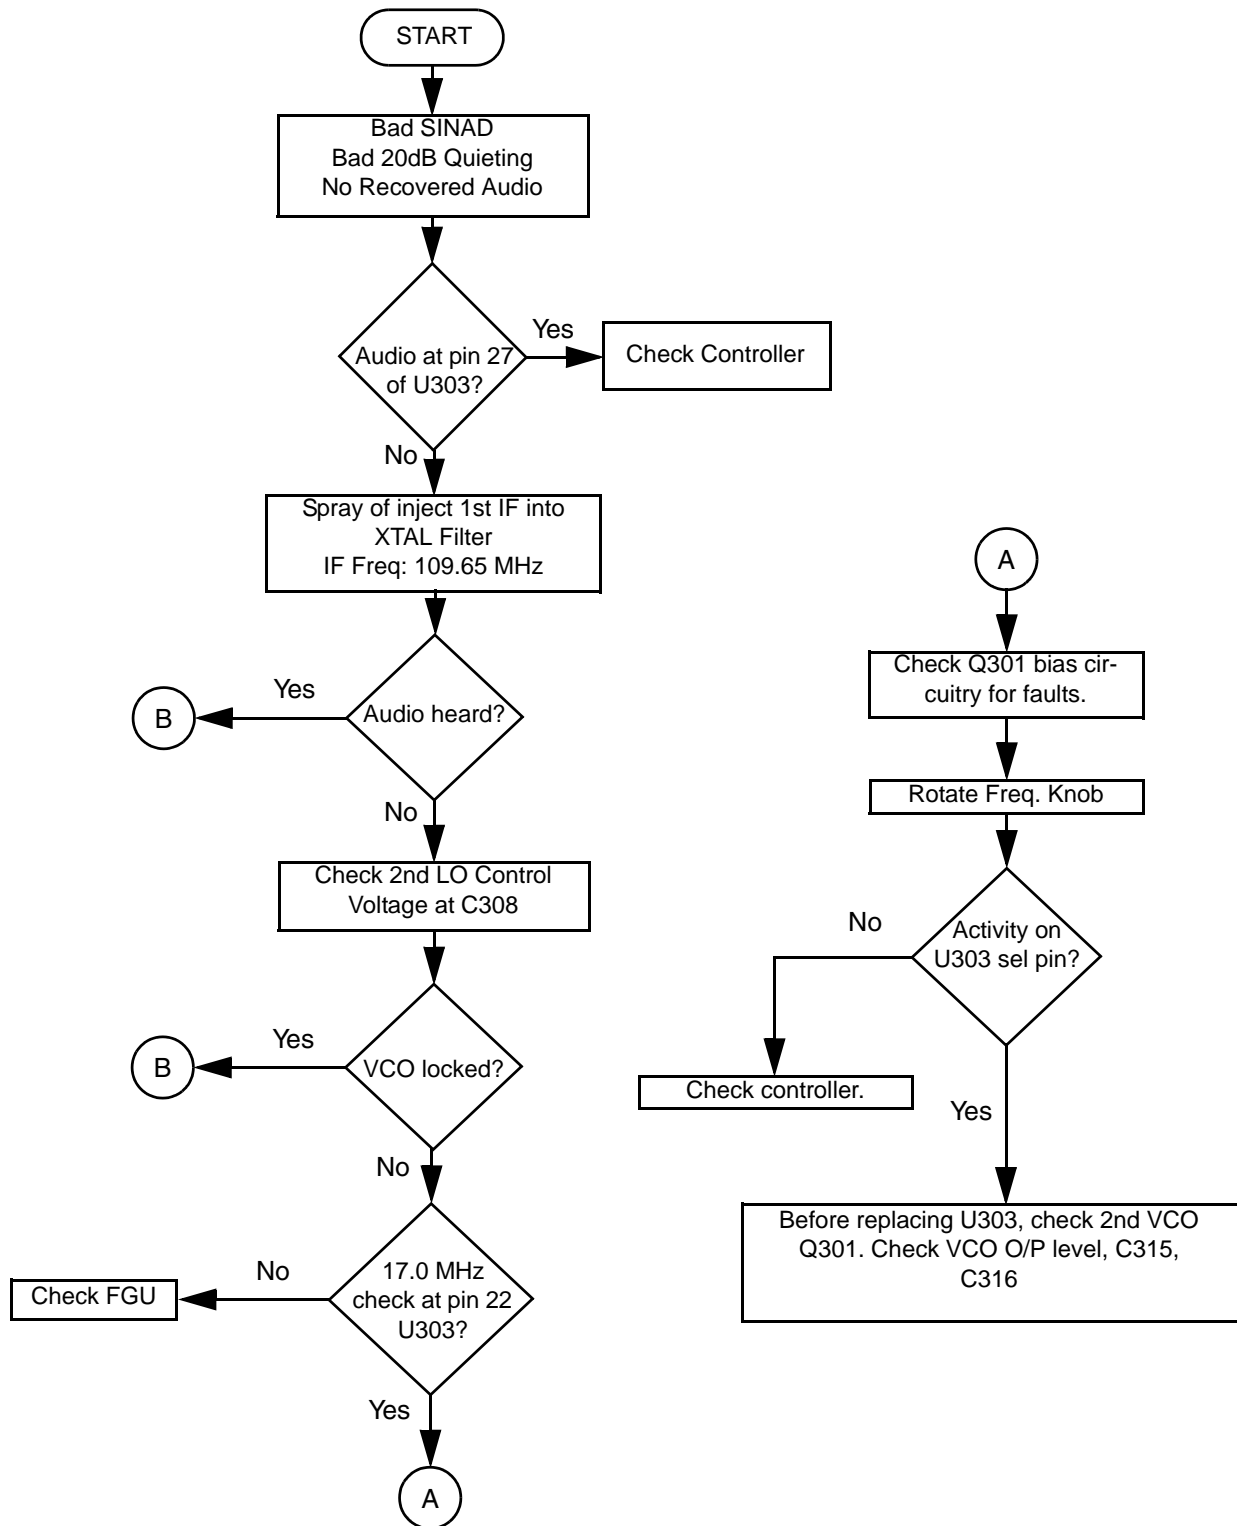 START
Bad SINAD
Bad 20dB Quieting
No Recovered Audio
Audio at pin 27
of U303?
Yes
Check Controller
No
Spray of inject 1st IF into
XTAL Filter
IF Freq: 109.65 MHz
Audio heard?
Yes
B
No
Check 2nd LO Control
Voltage at C308
VCO locked?
Yes
B
No
17.0 MHz
check at pin 22
U303?
No
Check FGU
Yes
A
A
Check Q301 bias cir-
cuitry for faults.
Rotate Freq. Knob
Activity on
U303 sel pin?
No
Check controller.
Yes
Before replacing U303, check 2nd VCO
Q301. Check VCO O/P level, C315,
C316